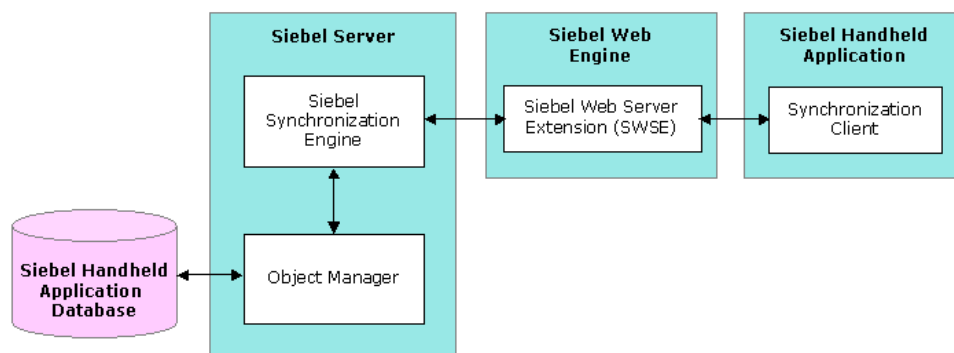 Siebel Server
Siebel Web
Engine
Siebel Handheld
Application
Siebel
Synchronization
Engine
Siebel Web Server
Extension (SWSE)
Synchronization
Client
Siebel Handheld
Application
Database
Object Manager